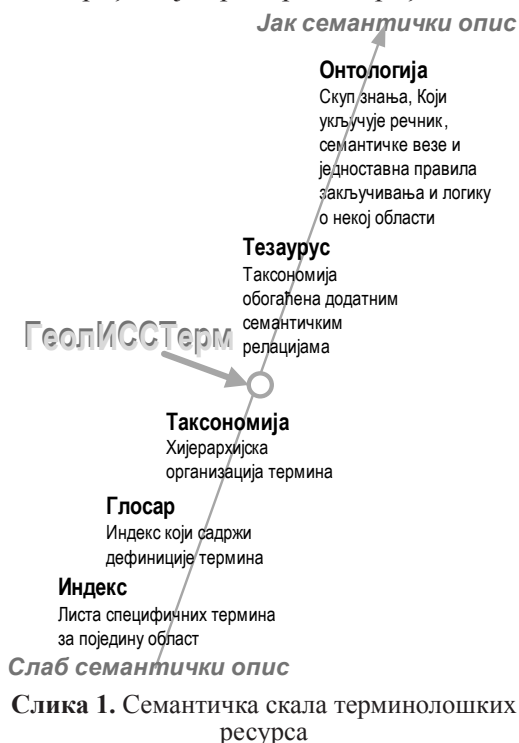 Јак семантички опис
Онтологија
Скуп знања, Који
укључује речник,
семантичке везе и
једноставна правила
закључивања и логику
о некој области
Тезаурус
Таксономија
обогаћена додатним
семантичким
релацијама
ГеолИССТерм
Таксономија
Хијерархијска
организација термина
Глосар
Индекс који садржи
дефиниције термина
Индекс
Листа специфичних термина
за поједину област
Слаб семантички опис
Слика 1. Семантичка скала терминолошких
ресурса